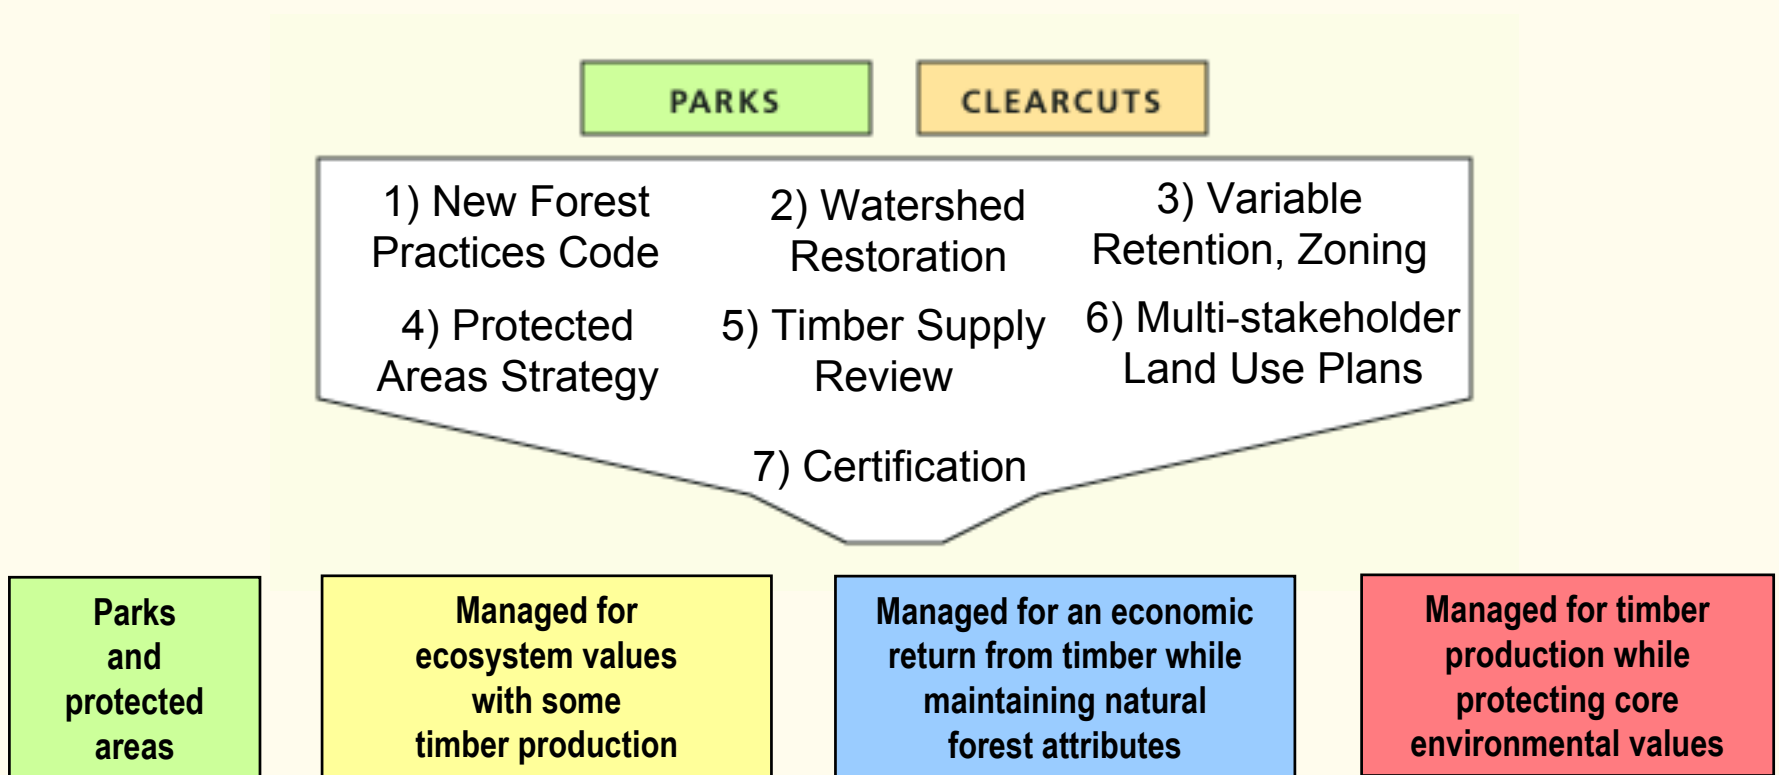 PARKS
CLEARCUTS
1) New Forest
Practices Code
2) Watershed
Restoration
3) Variable
Retention, Zoning
4) Protected
Areas Strategy
5) Timber Supply
Review
6) Multi-stakeholder
Land Use Plans
7) Certification
Parks
and
protected
areas
Managed for
ecosystem values
with some
timber production
Managed for an economic
return from timber while
maintaining natural
forest attributes
Managed for timber
production while
protecting core
environmental values